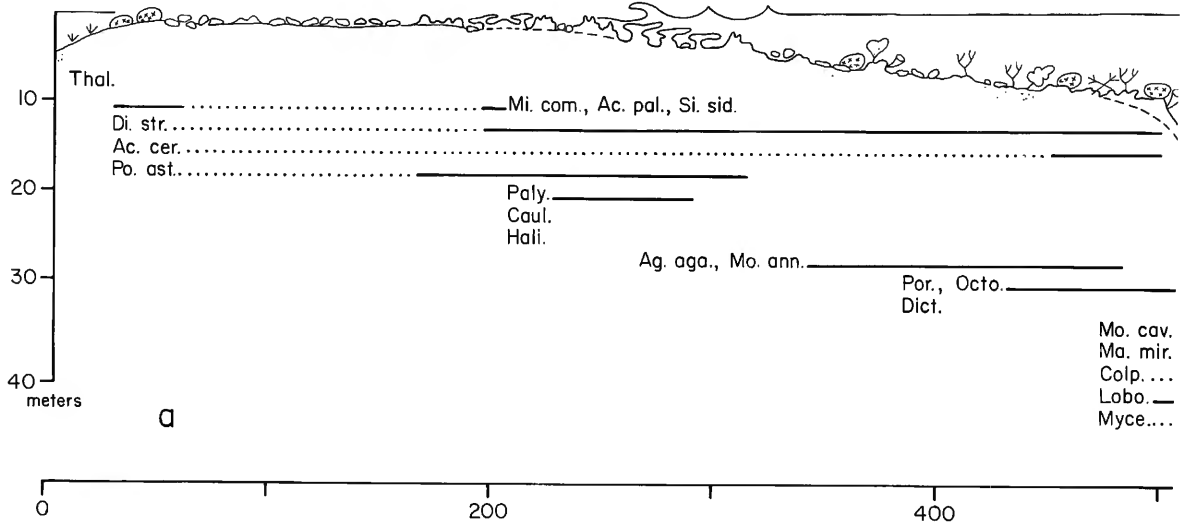 Thal.
10
Mi. com., Ac. pal., Si. sid.
Di. str.
Ac. cer.
Po. ast.
20
Paly.
Caul.
Hali.
Ag. aga., Mo. ann.
30
Por., Octo.
Dict.
Mo. cav.
Ma. mir.
40
Colp....
meters
Lobo.
a
Myce....
0
200
400